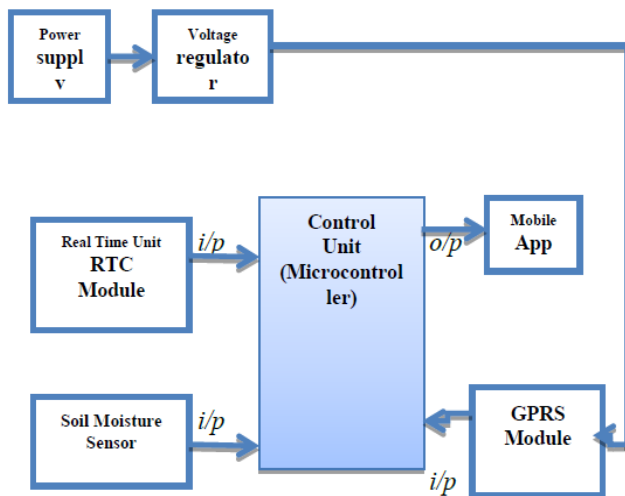 Power
suppl
v
Voltage
regulato
r
Real Time Unit
RTC
Module
i/p
Control
Unit
(Microcontrol
ler)
o/p
Mobile
App
Soil Moisture
Sensor
i/p
i/p
GPRS
Module